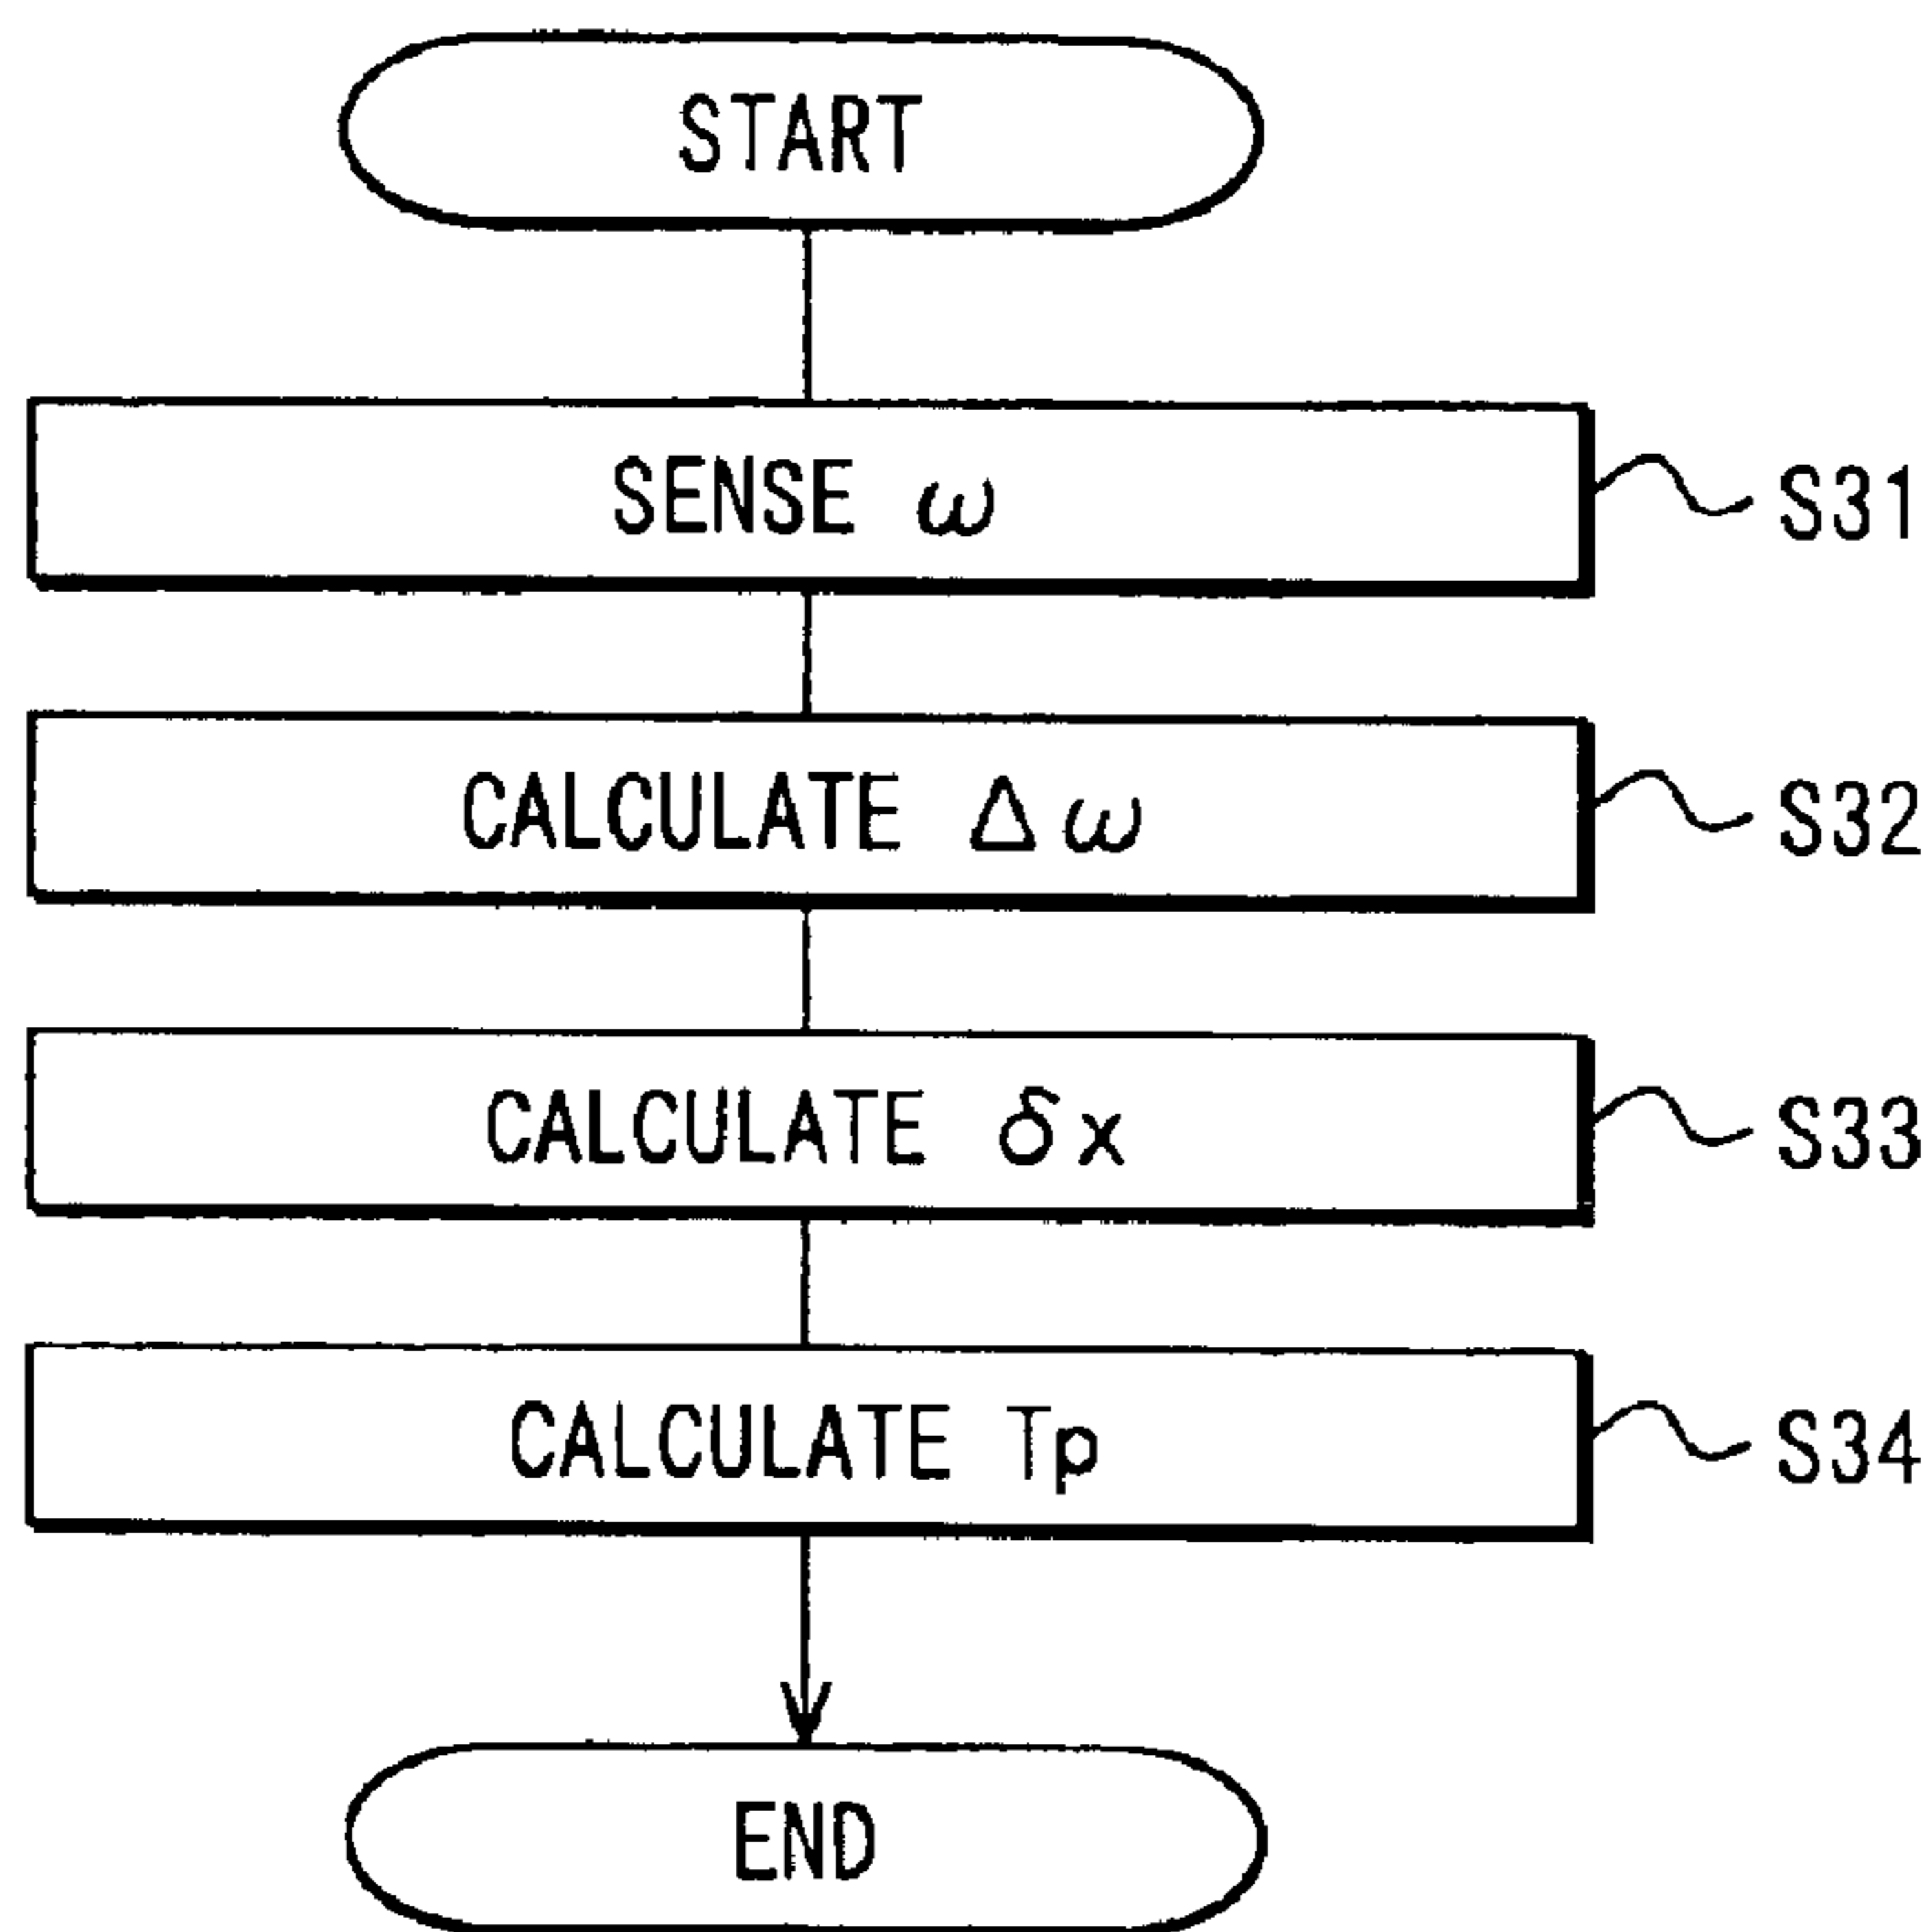 START
SENSE ω S31
CALCULATE Δω S32
CALCULATE δx S33
CALCULATE Tp S34
END